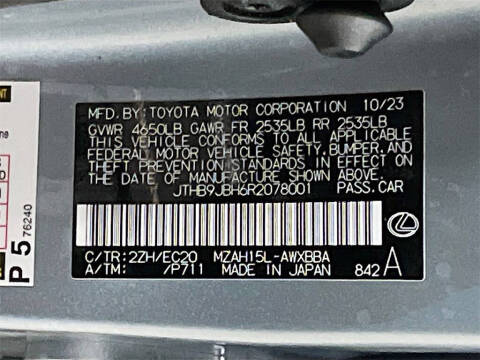 MFD. BY: TOYOTA MOTOR CORPORATION 10/23
GVWR 4650LB GAWR FR 2535LB RR 2535LB
THIS VEHICLE CONFORMS TO ALL APPLICABLE
FEDERAL MOTOR VEHICLE SAFETY, BUMPER, AND
THEFT PREVENTION STANDARDS IN EFFECT ON THE
DATE OF MANUFACTURE SHOWN ABOVE.
JTHB9JBH6R2078001 PASS. CAR
C/TR: 2ZH/EC20 MZAH15L-AWXBBA
A/TM: /P711 MADE IN JAPAN 842 A
P 5 76240